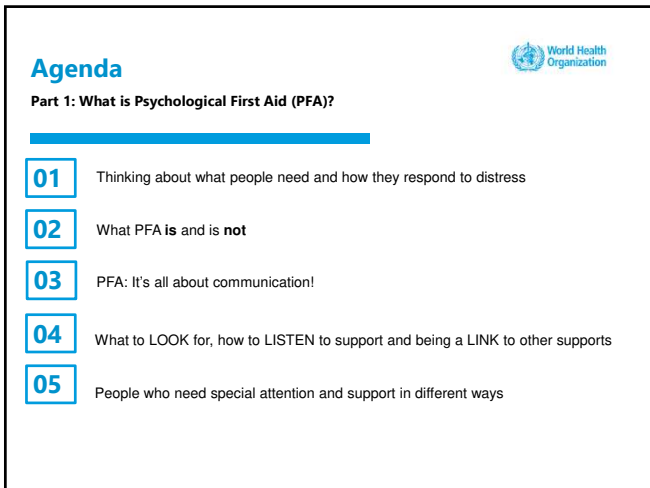 World Health
Organization
Agenda
Part 1: What is Psychological First Aid (PFA)?
01 Thinking about what people need and how they respond to distress
02 What PFA is and is not
03 PFA: It's all about communication!
04 What to LOOK for, how to LISTEN to support and being a LINK to other supports
05 People who need special attention and support in different ways